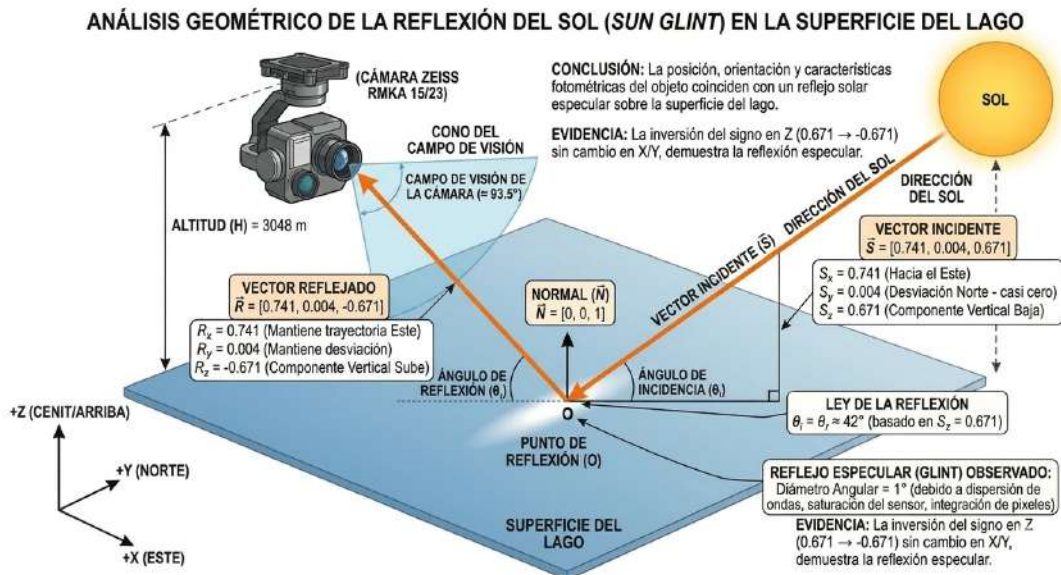 ANÁLISIS GEOMÉTRICO DE LA REFLEXIÓN DEL SOL (SUN GLINT) EN LA SUPERFICIE DEL LAGO
(CÁMARA ZEISS
RMKA 15/23)
CONO DEL
CAMPO DE VISIÓN
CAMPO DE VISIÓN DE
LA CÁMARA (≈ 93.5°)
ALTITUD (H) = 3048 m
CONCLUSIÓN: La posición, orientación y características
fotométricas del objeto coinciden con un reflejo solar
especular sobre la superficie del lago.
EVIDENCIA: La inversión del signo en Z (0.671 → -0.671)
sin cambio en X/Y, demuestra la reflexión especular.
SOL
DIRECCIÓN DEL SOL
VECTOR INCIDENTE (S⃗)
DIRECCIÓN
DEL SOL
VECTOR INCIDENTE
S⃗ = [0.741, 0.004, 0.671]
Sx = 0.741 (Hacia el Este)
Sy = 0.004 (Desviación Norte - casi cero)
Sz = 0.671 (Componente Vertical Baja)
VECTOR REFLEJADO
R⃗ = [0.741, 0.004, -0.671]
Rx = 0.741 (Mantiene trayectoria Este)
Ry = 0.004 (Mantiene desviación)
Rz = -0.671 (Componente Vertical Sube)
NORMAL (N⃗)
N⃗ = [0, 0, 1]
ÁNGULO DE
REFLEXIÓN (θr)
ÁNGULO DE
INCIDENCIA (θi)
O
PUNTO DE
REFLEXIÓN (O)
LEY DE LA REFLEXIÓN
θi = θr ≈ 42° (basado en Sz = 0.671)
REFLEJO ESPECULAR (GLINT) OBSERVADO:
Diámetro Angular = 1° (debido a dispersión de
ondas, saturación del sensor, integración de pixeles)
EVIDENCIA: La inversión del signo en Z
(0.671 → -0.671) sin cambio en X/Y,
demuestra la reflexión especular.
SUPERFICIE DEL
LAGO
+Z (CENIT/ARRIBA)
+Y (NORTE)
+X (ESTE)